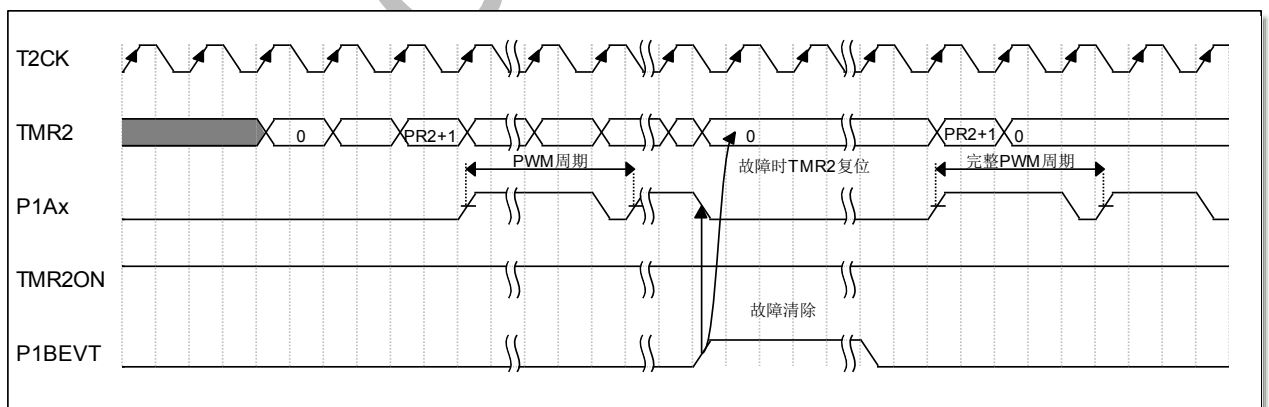 T2CK
TMR2
0
PR2+1
0
PR2+1
0
PWM周期
故障时TMR2复位
完整PWM周期
P1Ax
TMR2ON
故障清除
P1BEVT